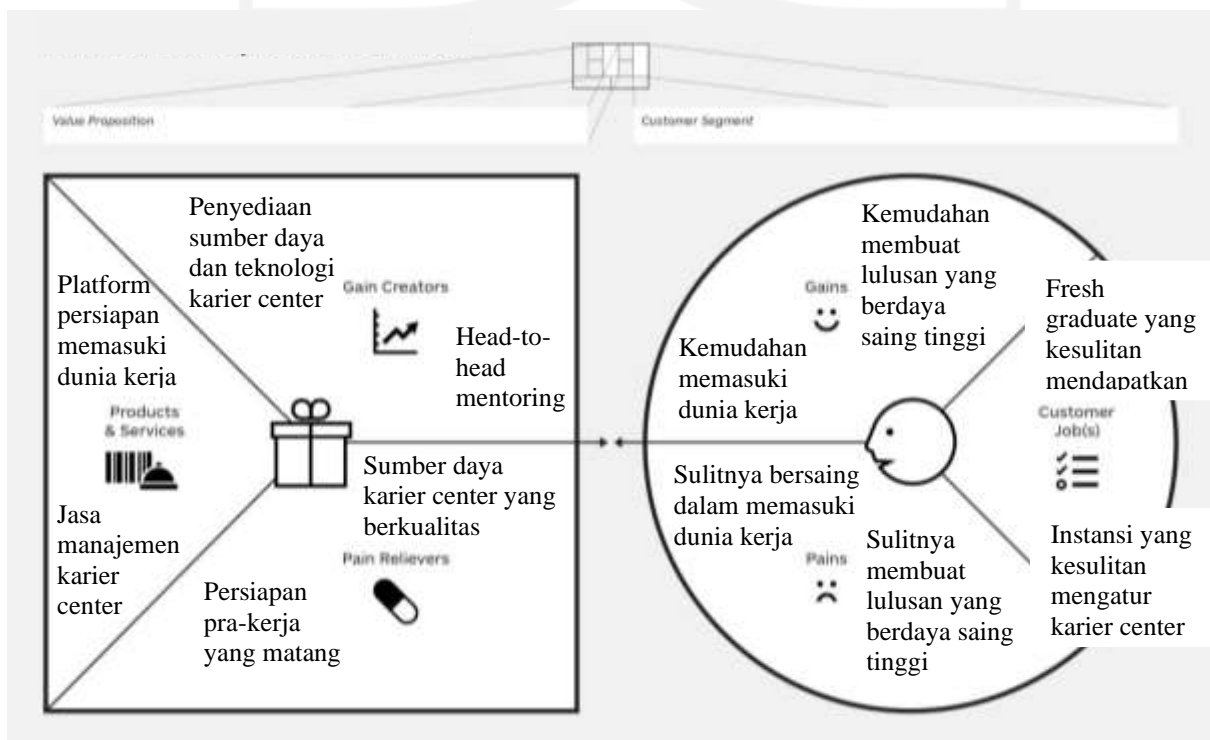 Value Proposition
Customer Segment
Penyediaan
sumber daya
dan teknologi
karier center
Gain Creators
Platform
persiapan
memasuki
dunia kerja
Head-to-
head
mentoring
Products
& Services
Sumber daya
karier center yang
berkualitas
Jasa
manajemen
karier
center
Pain Relievers
Persiapan
pra-kerja
yang matang
Kemudahan
membuat
lulusan yang
berdaya
saing tinggi
Gains
Kemudahan
memasuki
dunia kerja
Fresh
graduate yang
kesulitan
mendapatkan
Customer
Job(s)
Sulitnya bersaing
dalam memasuki
dunia kerja
Pains
Sulitnya
membuat
lulusan yang
berdaya saing
tinggi
Instansi yang
kesulitan
mengatur
karier center